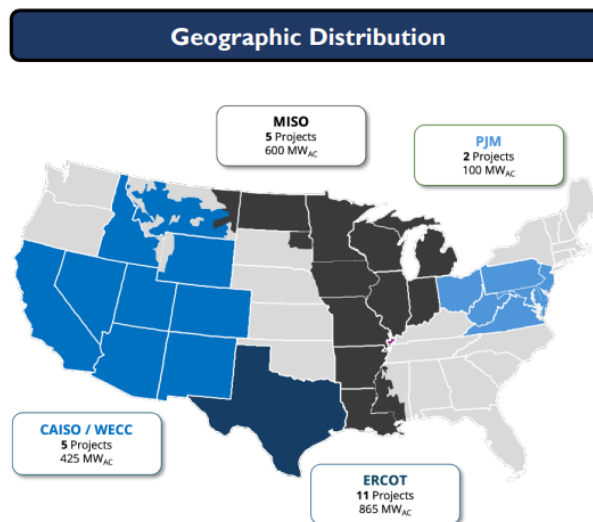 Geographic Distribution
MISO
5 Projects
600 MWAC
PJM
2 Projects
100 MWAC
CAISO / WECC
5 Projects
425 MWAC
ERCOT
11 Projects
865 MWAC